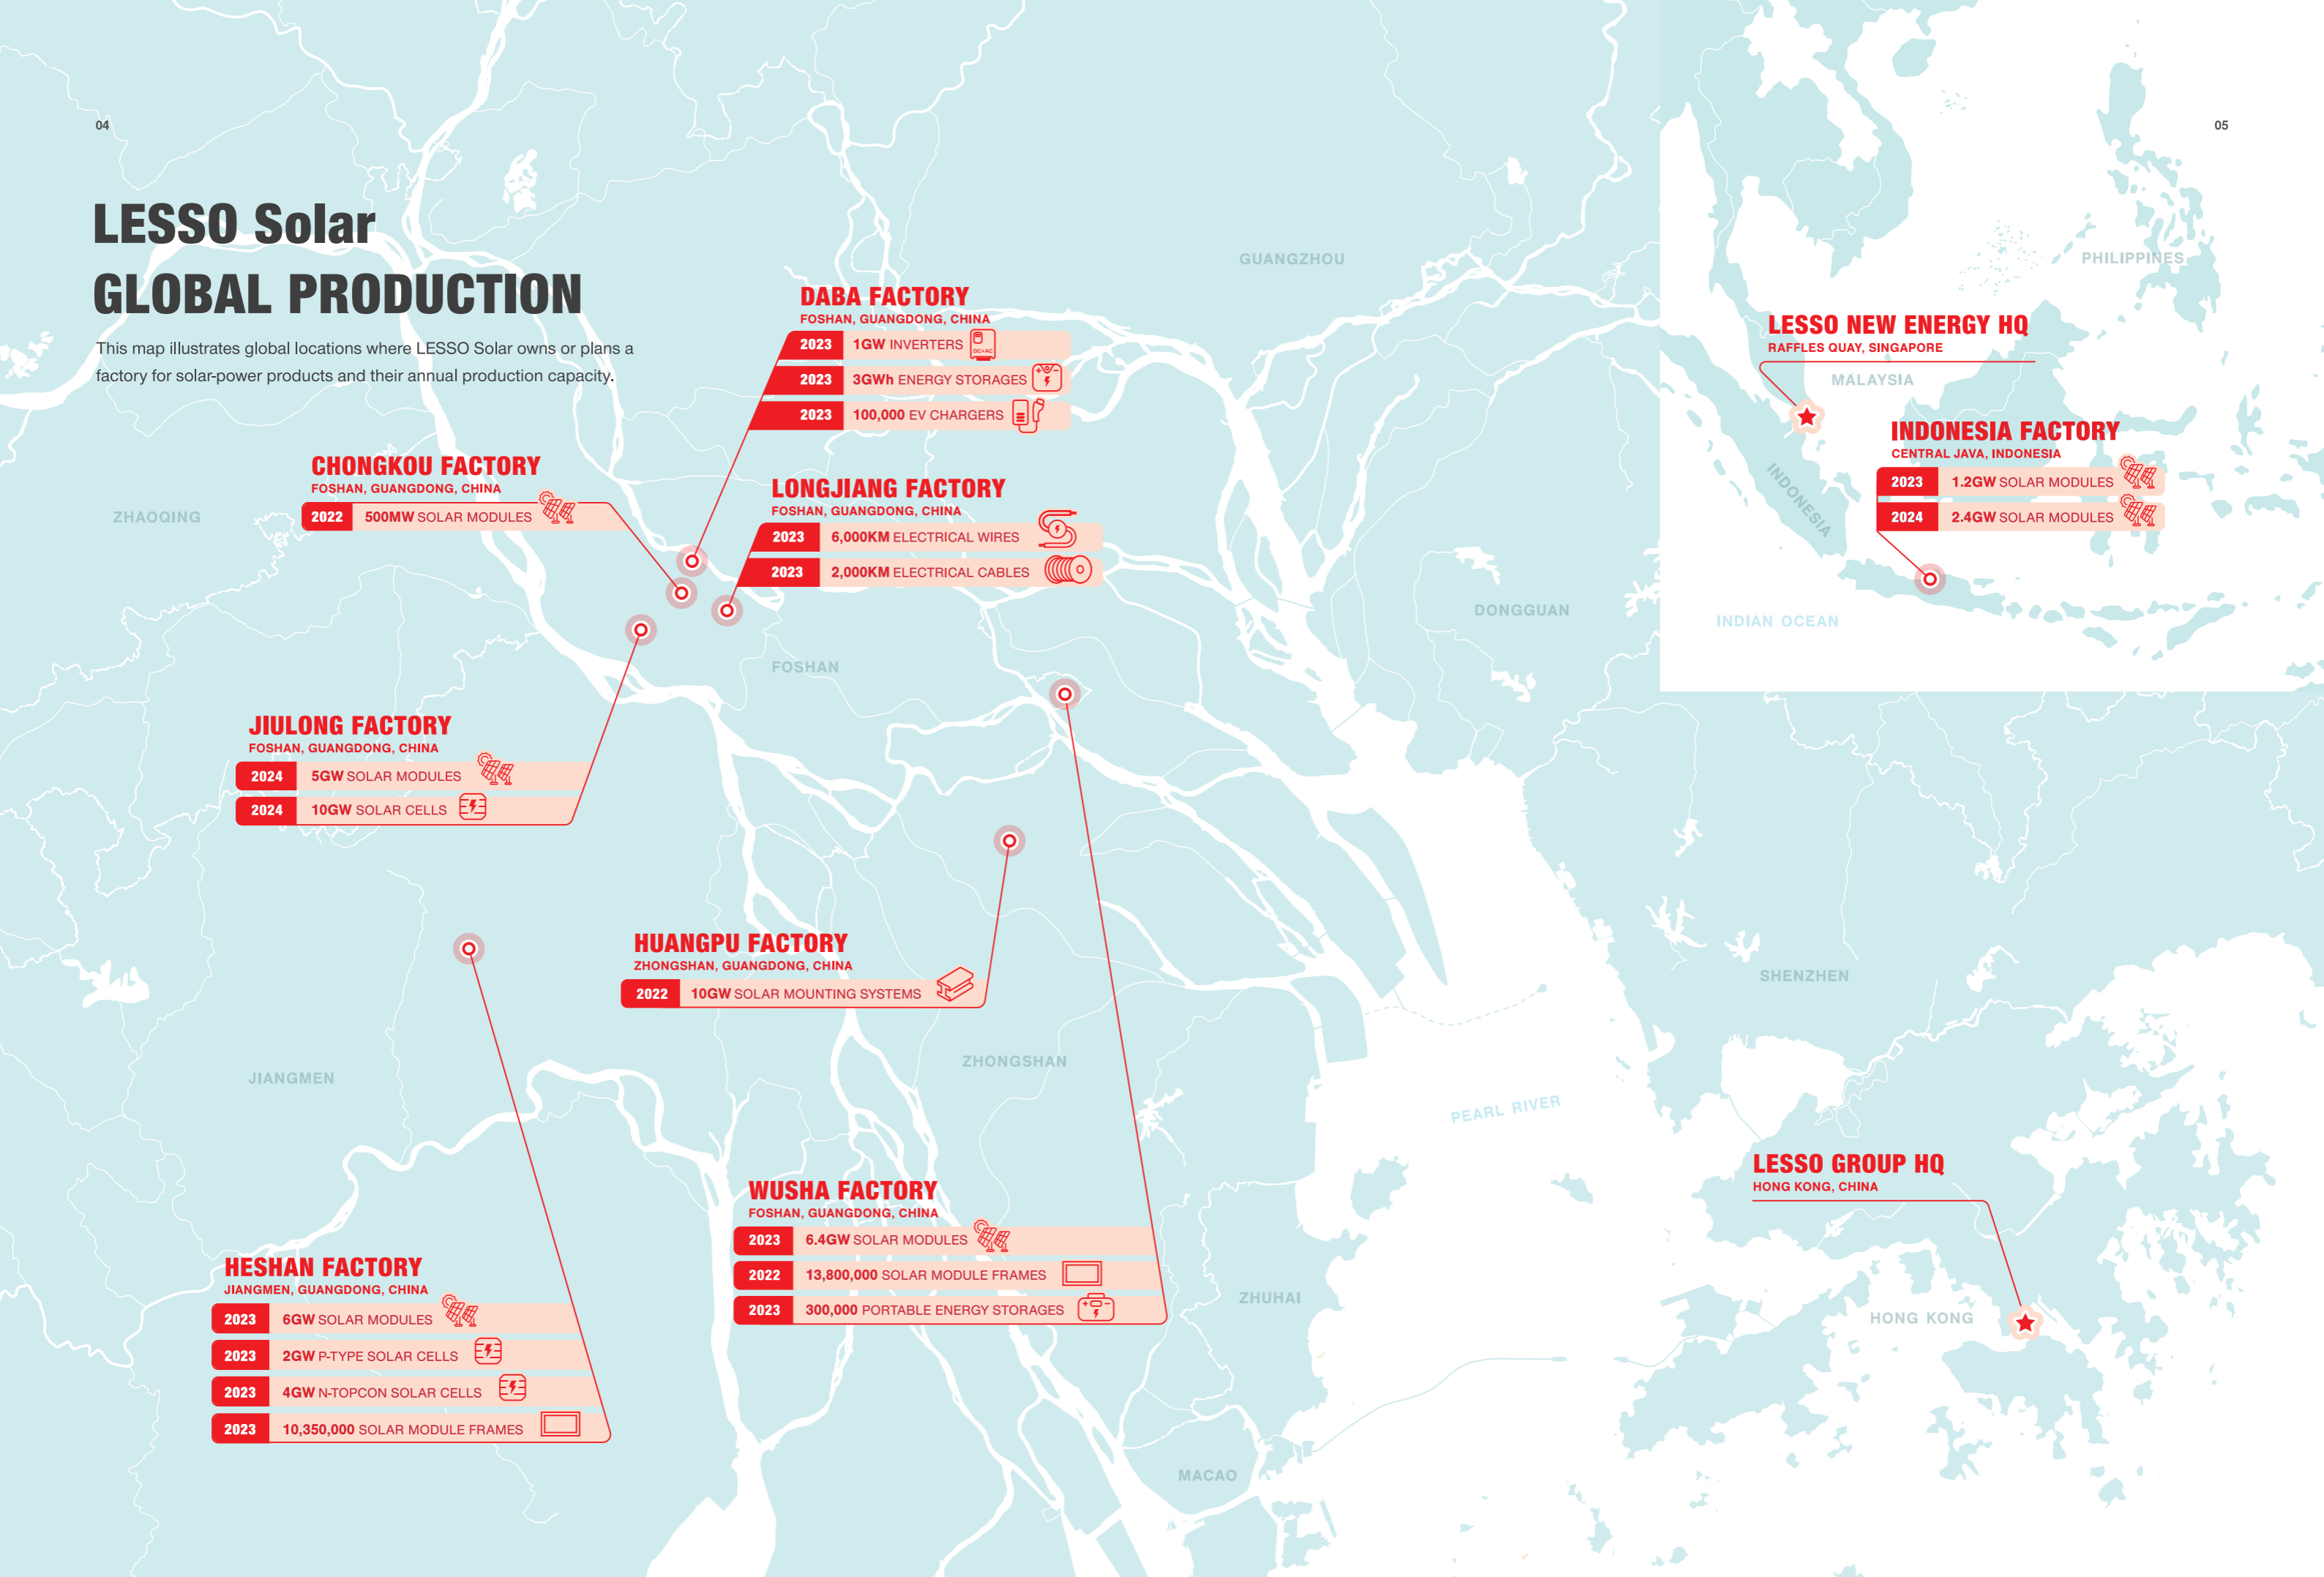 04
05
LESSO Solar
GLOBAL PRODUCTION
This map illustrates global locations where LESSO Solar owns or plans a
factory for solar-power products and their annual production capacity.
DABA FACTORY
FOSHAN, GUANGDONG, CHINA
2023 1GW INVERTERS
DC•AC
2023 3GWh ENERGY STORAGES
2023 100,000 EV CHARGERS
CHONGKOU FACTORY
FOSHAN, GUANGDONG, CHINA
2022 500MW SOLAR MODULES
LONGJIANG FACTORY
FOSHAN, GUANGDONG, CHINA
2023 6,000KM ELECTRICAL WIRES
2023 2,000KM ELECTRICAL CABLES
JIULONG FACTORY
FOSHAN, GUANGDONG, CHINA
2024 5GW SOLAR MODULES
2024 10GW SOLAR CELLS
HUANGPU FACTORY
ZHONGSHAN, GUANGDONG, CHINA
2022 10GW SOLAR MOUNTING SYSTEMS
WUSHA FACTORY
FOSHAN, GUANGDONG, CHINA
2023 6.4GW SOLAR MODULES
2022 13,800,000 SOLAR MODULE FRAMES
2023 300,000 PORTABLE ENERGY STORAGES
HESHAN FACTORY
JIANGMEN, GUANGDONG, CHINA
2023 6GW SOLAR MODULES
2023 2GW P-TYPE SOLAR CELLS
2023 4GW N-TOPCON SOLAR CELLS
2023 10,350,000 SOLAR MODULE FRAMES
LESSO NEW ENERGY HQ
RAFFLES QUAY, SINGAPORE
INDONESIA FACTORY
CENTRAL JAVA, INDONESIA
2023 1.2GW SOLAR MODULES
2024 2.4GW SOLAR MODULES
LESSO GROUP HQ
HONG KONG, CHINA
GUANGZHOU
ZHAOQING
FOSHAN
DONGGUAN
JIANGMEN
ZHONGSHAN
SHENZHEN
PEARL RIVER
ZHUHAI
HONG KONG
MACAO
PHILIPPINES
MALAYSIA
INDONESIA
INDIAN OCEAN